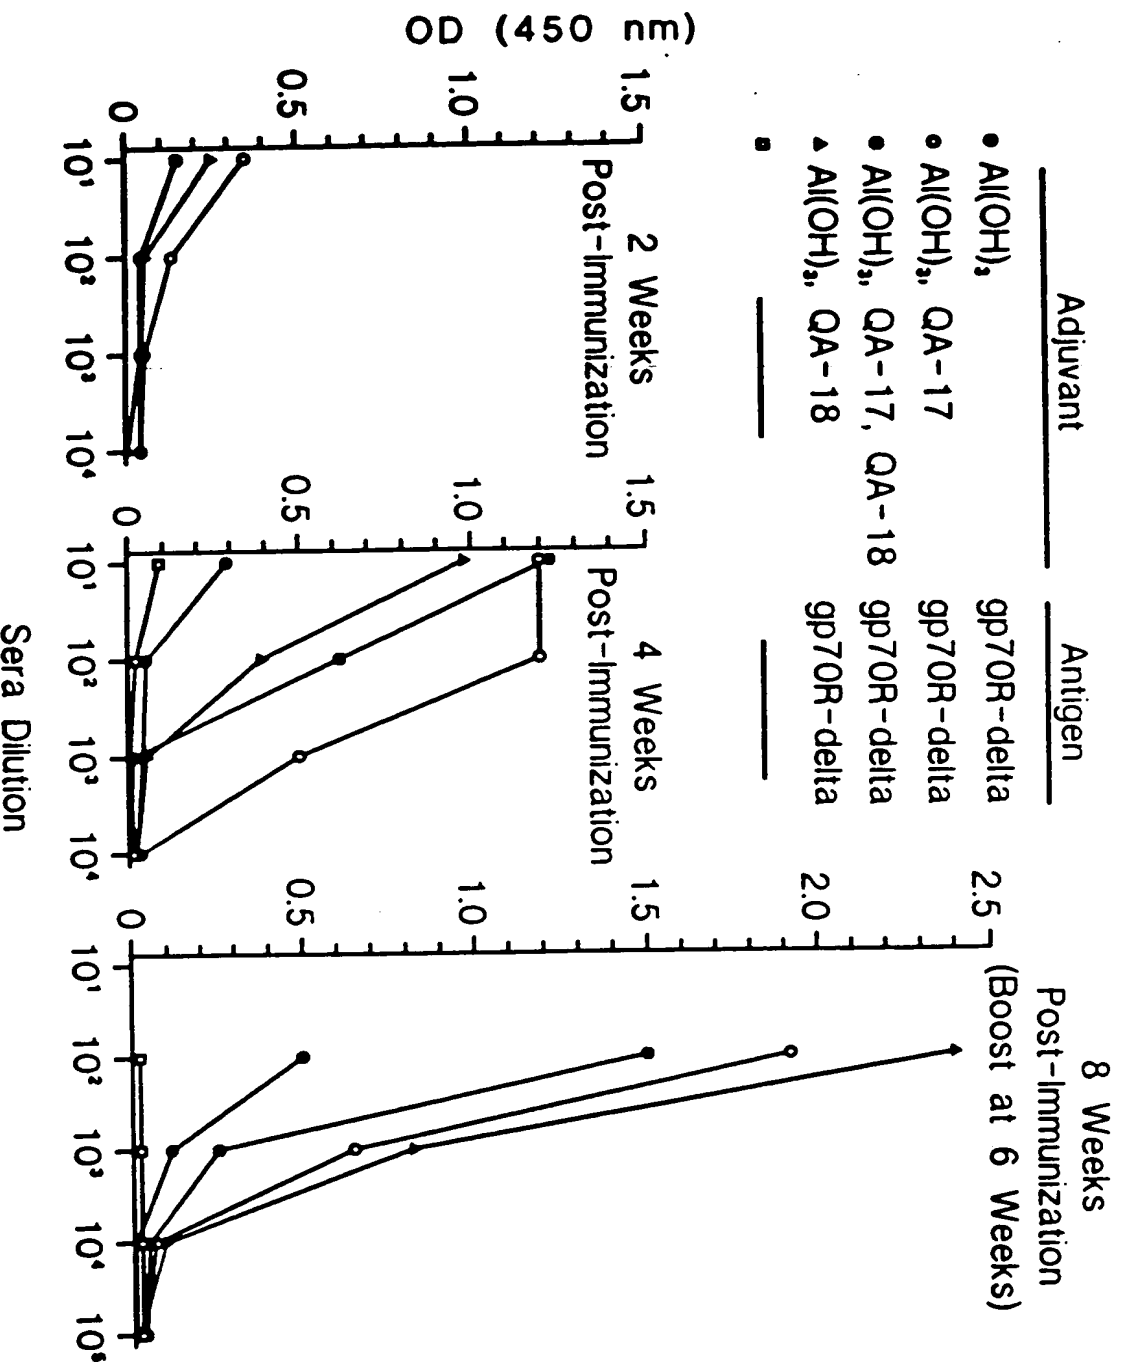 Adjuvant Antigen
● Al(OH)₃ gp70R-delta
○ Al(OH)₃, QA-17 gp70R-delta
● Al(OH)₃, QA-17, QA-18 gp70R-delta
▲ Al(OH)₃, QA-18 gp70R-delta
OD (450 nm)
2 Weeks
Post-Immunization
1.5
1.0
0.5
0
10¹ 10² 10³ 10⁴
4 Weeks
Post-Immunization
1.5
1.0
0.5
0
10¹ 10² 10³ 10⁴
8 Weeks
Post-Immunization
(Boost at 6 Weeks)
2.5
2.0
1.5
1.0
0.5
0
10¹ 10² 10³ 10⁴ 10⁵
Sera Dilution